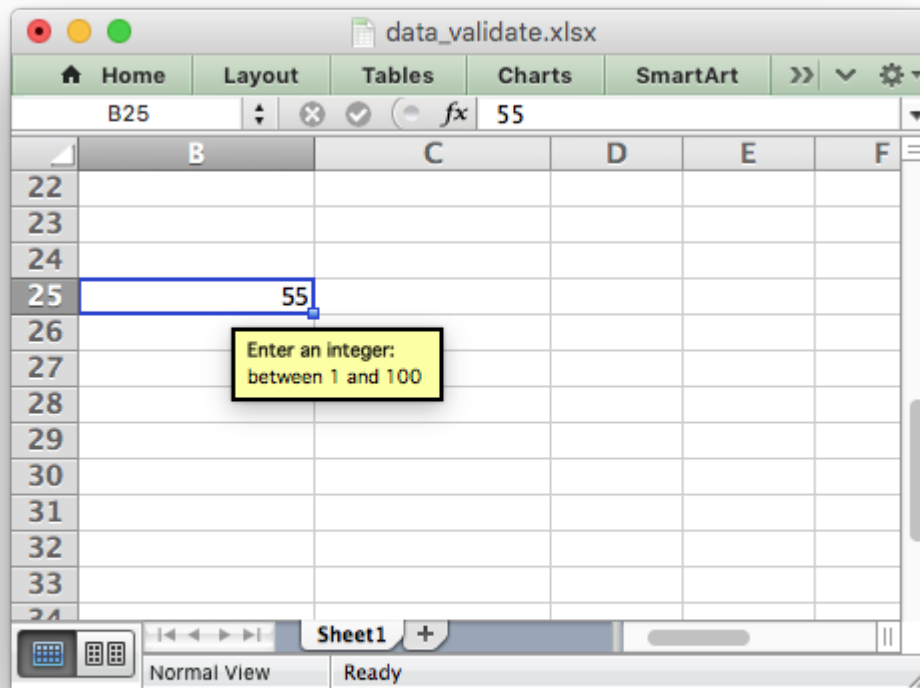 data_validate.xlsx
Home Layout Tables Charts SmartArt
B25 fx 55
B C D E F
22
23
24
25 55
26
Enter an integer:
27
between 1 and 100
28
29
30
31
32
33
34
Sheet1 +
Normal View Ready